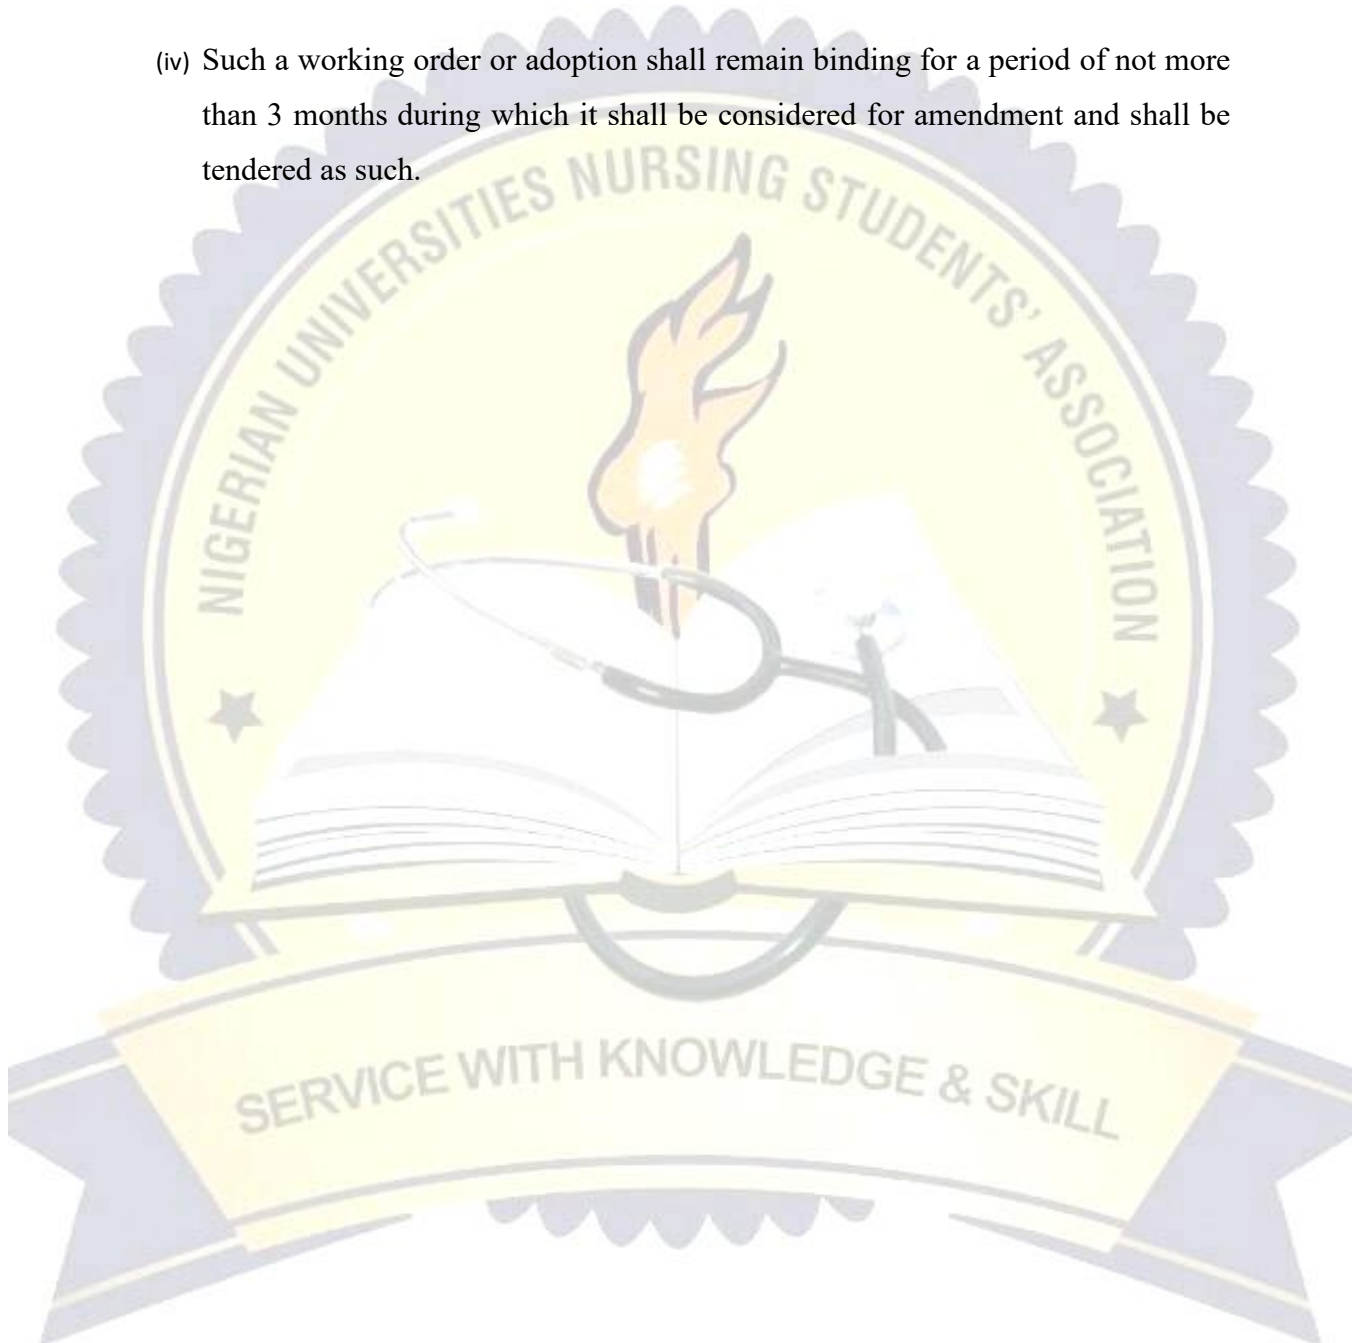 (iv) Such a working order or adoption shall remain binding for a period of not more
than 3 months during which it shall be considered for amendment and shall be
tendered as such.
NIGERIAN UNIVERSITIES NURSING STUDENTS' ASSOCIATION
SERVICE WITH KNOWLEDGE & SKILL